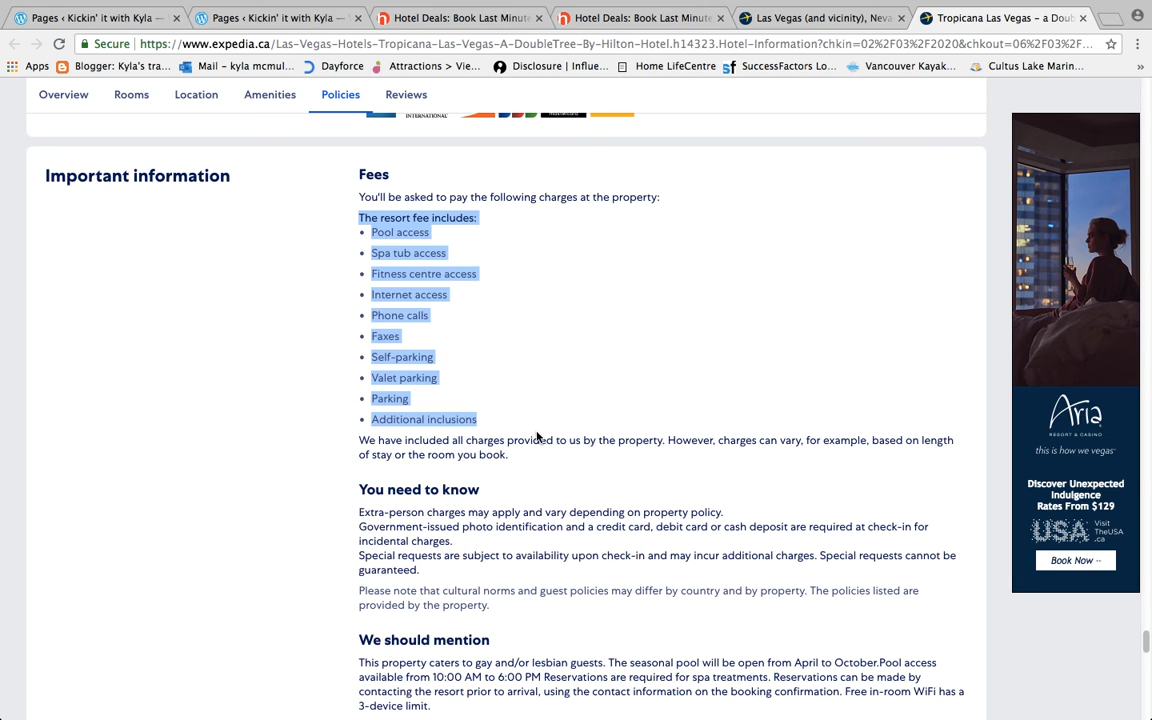 Pages ‹ Kickin' it with Kyla —
Pages ‹ Kickin' it with Kyla —
Hotel Deals: Book Last Minute
Hotel Deals: Book Last Minute
Las Vegas (and vicinity), Neva
Tropicana Las Vegas – a Dou
Secure
https://www.expedia.ca/Las-Vegas-Hotels-Tropicana-Las-Vegas-A-DoubleTree-By-Hilton-Hotel.h14323.Hotel-Information?chkin=02%2F03%2F2020&chkout=06%2F03%2F...
Apps
Blogger: Kyla's tra...
Mail – kyla mcmul...
Dayforce
Attractions > Vie...
Disclosure | Influe...
Home LifeCentre
SuccessFactors Lo...
Vancouver Kayak...
Cultus Lake Marin...
»
Overview
Rooms
Location
Amenities
Policies
Reviews
INTERNATIONAL
Important information
Fees
You'll be asked to pay the following charges at the property:
The resort fee includes:
• Pool access
• Spa tub access
• Fitness centre access
• Internet access
• Phone calls
• Faxes
• Self-parking
• Valet parking
• Parking
• Additional inclusions
We have included all charges provided to us by the property. However, charges can vary, for example, based on length
of stay or the room you book.
You need to know
Extra-person charges may apply and vary depending on property policy.
Government-issued photo identification and a credit card, debit card or cash deposit are required at check-in for
incidental charges.
Special requests are subject to availability upon check-in and may incur additional charges. Special requests cannot be
guaranteed.
Please note that cultural norms and guest policies may differ by country and by property. The policies listed are
provided by the property.
We should mention
This property caters to gay and/or lesbian guests. The seasonal pool will be open from April to October.Pool access
available from 10:00 AM to 6:00 PM Reservations are required for spa treatments. Reservations can be made by
contacting the resort prior to arrival, using the contact information on the booking confirmation. Free in-room WiFi has a
3-device limit.
Aria
RESORT & CASINO
this is how we vegas
Discover Unexpected
Indulgence
Rates From $129
USA
Visit
TheUSA
.ca
Book Now